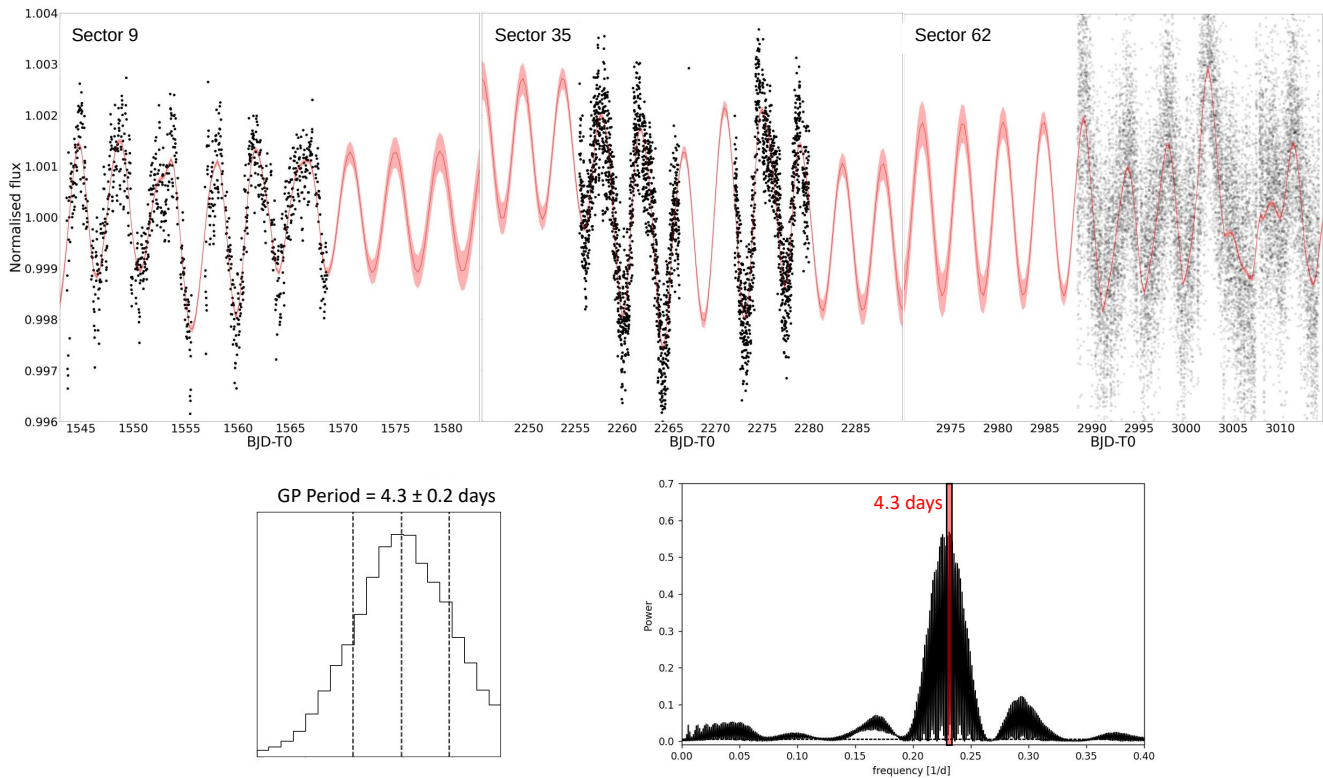 Sector 9
Sector 35
Sector 62
Normalised flux
1.004
1.003
1.002
1.001
1.000
0.999
0.998
0.997
0.996
1545 1550 1555 1560 1565 1570 1575 1580
2250 2255 2260 2265 2270 2275 2280 2285
2975 2980 2985 2990 2995 3000 3005 3010
BJD-T0
BJD-T0
BJD-T0
GP Period = 4.3 ± 0.2 days
4.3 days
Power
0.7
0.6
0.5
0.4
0.3
0.2
0.1
0.0
0.00 0.05 0.10 0.15 0.20 0.25 0.30 0.35 0.40
frequency [1/d]